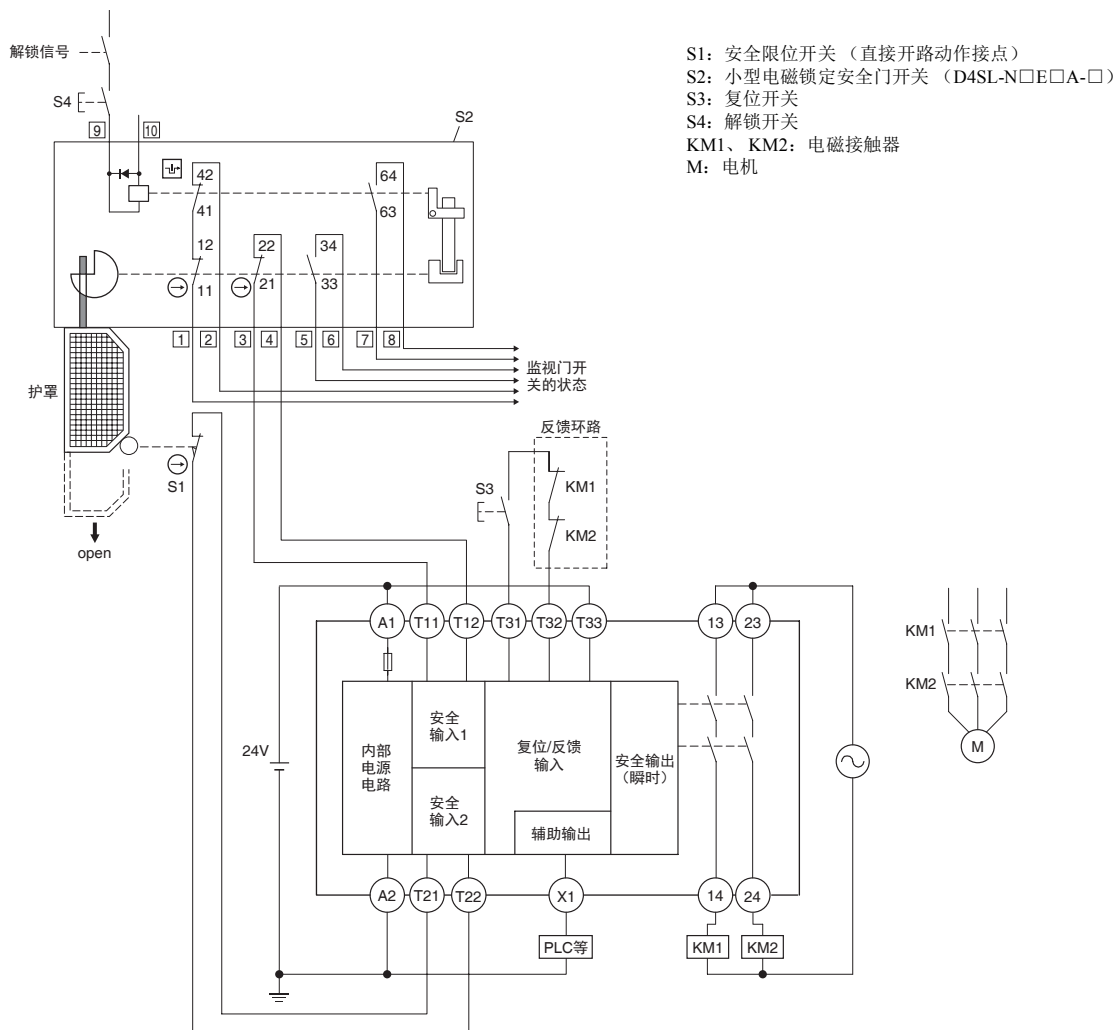 解锁信号
S4
9
10
S2
42
41
64
63
12
11
22
21
34
33
1
2
3
4
5
6
7
8
护罩
监视门开
关的状态
S1
open
反馈环路
S3
KM1
KM2
S1：安全限位开关 （直接开路动作接点）
S2：小型电磁锁定安全门开关 （D4SL-N□E□A-□）
S3：复位开关
S4：解锁开关
KM1、 KM2：电磁接触器
M：电机
A1
T11
T12
T31
T32
T33
13
23
24V
内部
电源
电路
安全
输入1
安全
输入2
复位/反馈
输入
辅助输出
安全输出
（瞬时）
A2
T21
T22
X1
14
24
PLC等
KM1
KM2
KM1
KM2
M